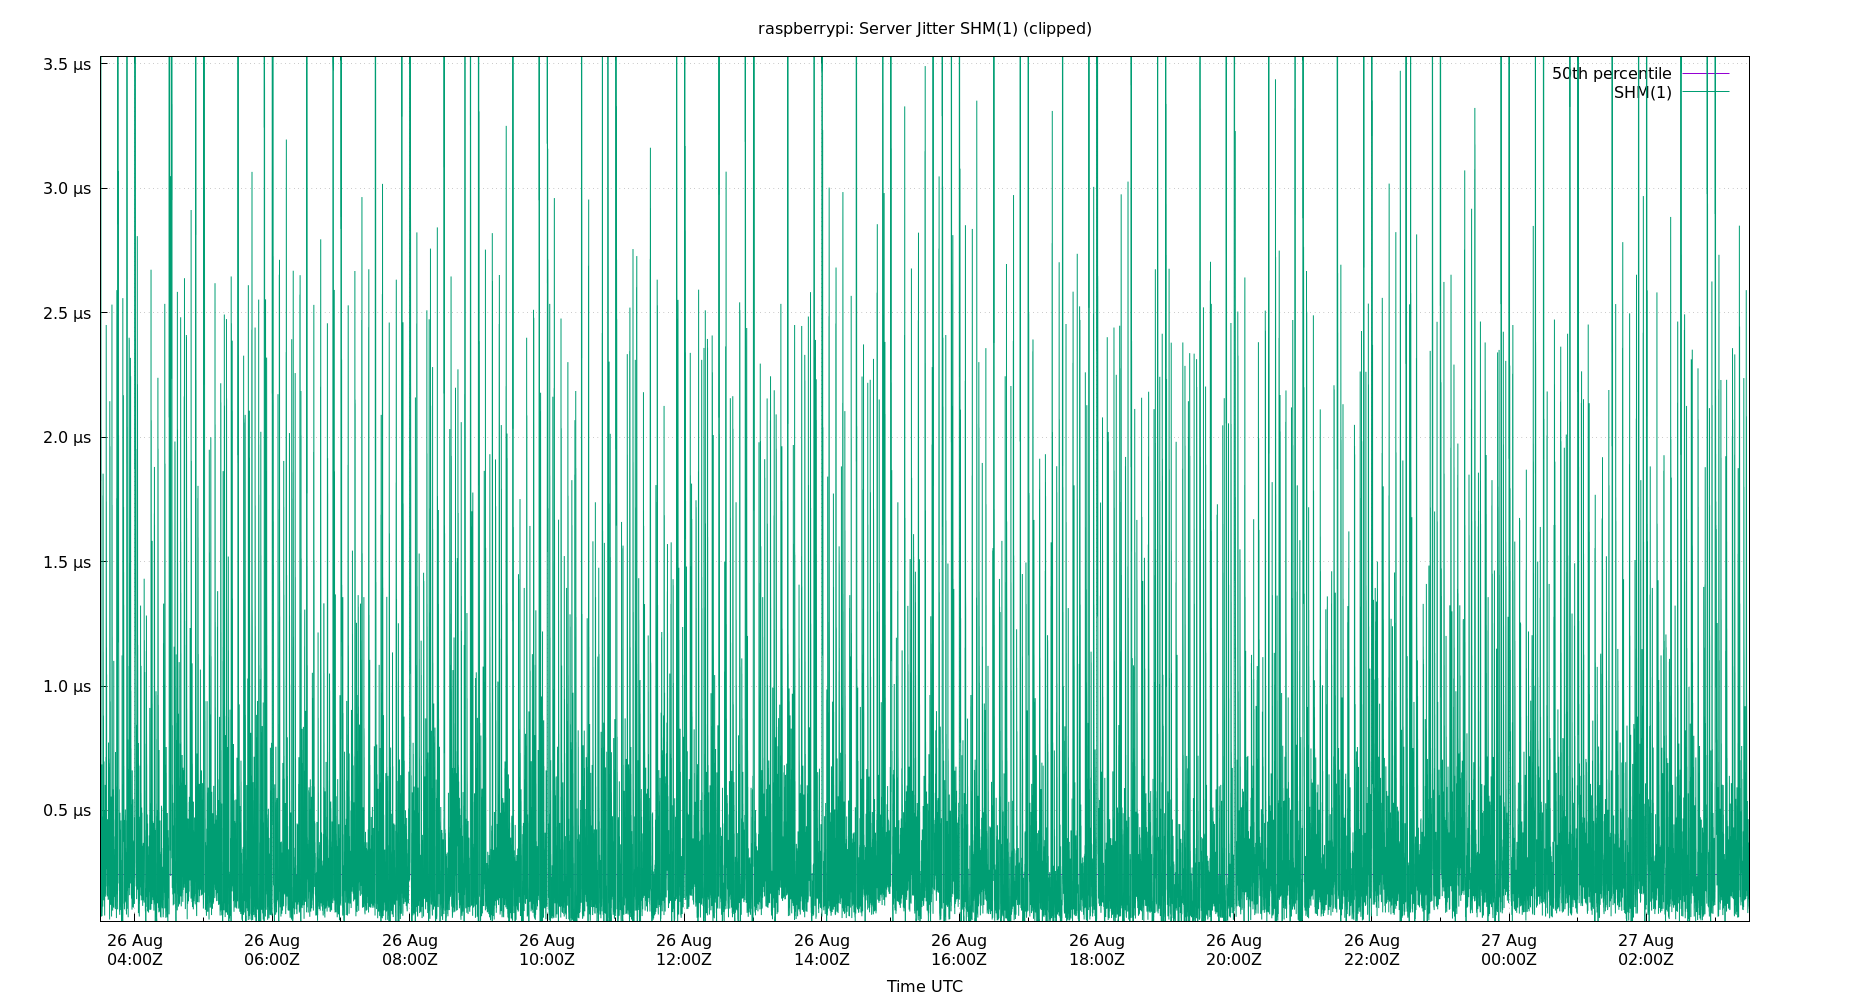 raspberrypi: Server Jitter SHM(1) (clipped)
3.5 µs
3.0 µs
2.5 µs
2.0 µs
1.5 µs
1.0 µs
0.5 µs
50th percentile
SHM(1)
26 Aug 26 Aug 26 Aug 26 Aug 26 Aug 26 Aug 26 Aug 26 Aug 26 Aug 26 Aug 27 Aug 27 Aug
04:00Z 06:00Z 08:00Z 10:00Z 12:00Z 14:00Z 16:00Z 18:00Z 20:00Z 22:00Z 00:00Z 02:00Z
Time UTC